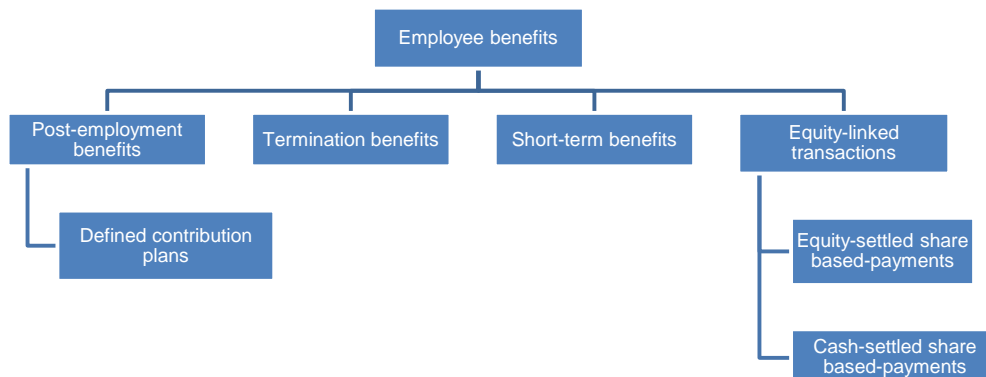 Employee benefits
Post-employment
benefits
Termination benefits
Short-term benefits
Equity-linked
transactions
Defined contribution
plans
Equity-settled share
based-payments
Cash-settled share
based-payments